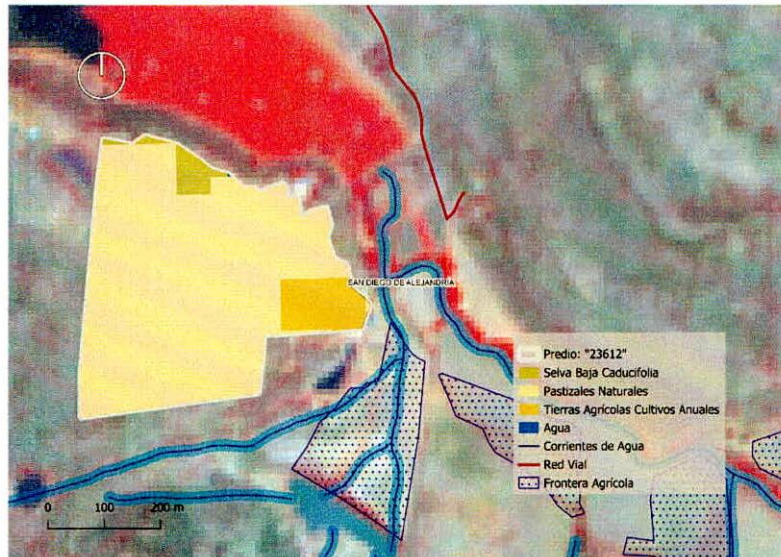 SAN DIEGO DE ALEJANDRÍA
Predio: "23612"
Selva Baja Caducifolia
Pastizales Naturales
Tierras Agrícolas Cultivos Anuales
Agua
Corrientes de Agua
Red Vial
Frontera Agrícola
0 100 200 m